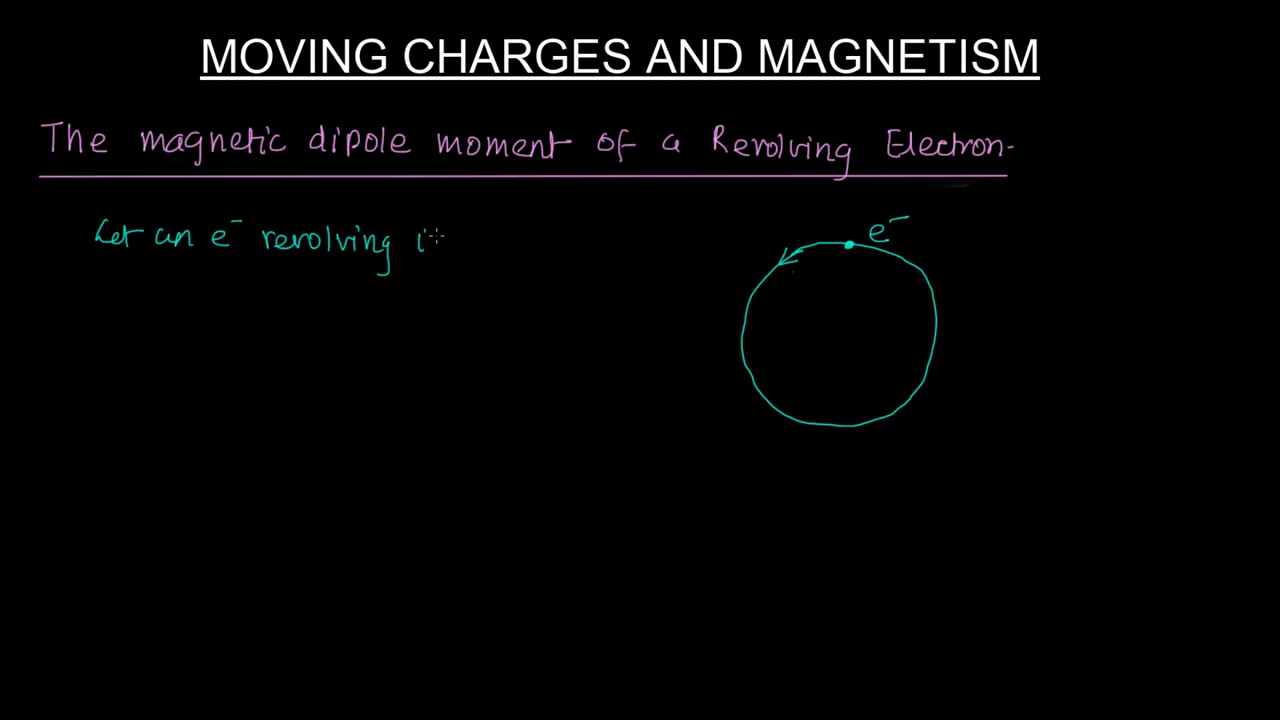 MOVING CHARGES AND MAGNETISM
The magnetic dipole moment of a Revolving Electron-
Let an e⁻ revolving i
e⁻